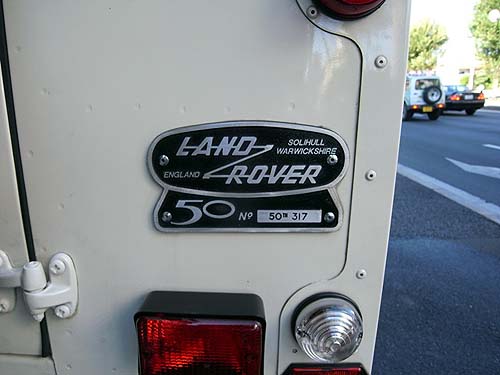 LAND
SOLIHULL
WARWICKSHIRE
ENGLAND
ROVER
50 Nº 50TH 317